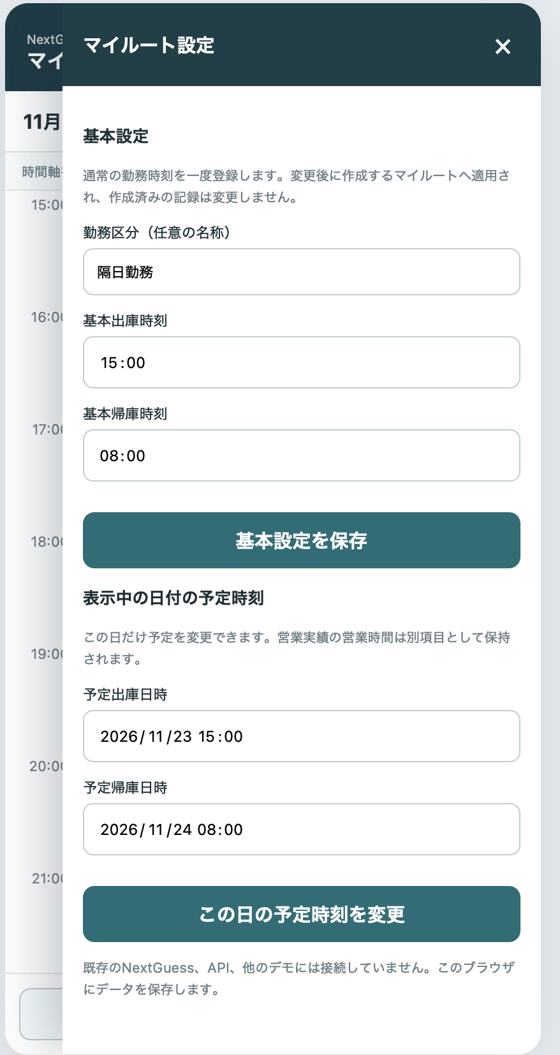 NextG
マイ
マイルート設定
×
11月
時間軸
15:00
16:00
17:00
18:00
19:00
20:00
21:00
基本設定
通常の勤務時刻を一度登録します。変更後に作成するマイルートへ適用さ
れ、作成済みの記録は変更しません。
勤務区分（任意の名称）
隔日勤務
基本出庫時刻
15:00
基本帰庫時刻
08:00
基本設定を保存
表示中の日付の予定時刻
この日だけ予定を変更できます。営業実績の営業時間は別項目として保持
されます。
予定出庫日時
2026/11/23 15:00
予定帰庫日時
2026/11/24 08:00
この日の予定時刻を変更
既存のNextGuess、API、他のデモには接続していません。このブラウザ
にデータを保存します。